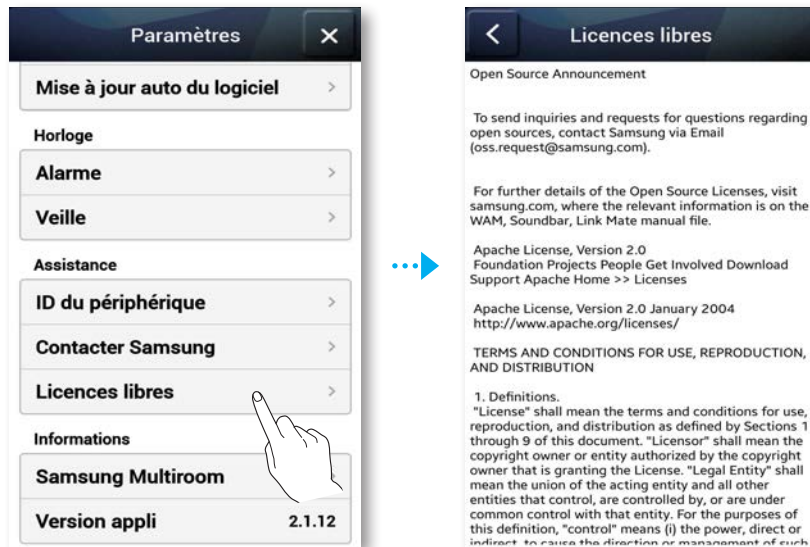 Paramètres
Mise à jour auto du logiciel
Horloge
Alarme
Veille
Assistance
ID du périphérique
Contacter Samsung
Licences libres
Informations
Samsung Multiroom
Version appli 2.1.12
Licences libres
Open Source Announcement
To send inquiries and requests for questions regarding
open sources, contact Samsung via Email
(oss.request@samsung.com).
For further details of the Open Source Licenses, visit
samsung.com, where the relevant information is on the
WAM, Soundbar, Link Mate manual file.
Apache License, Version 2.0
Foundation Projects People Get Involved Download
Support Apache Home >> Licenses
Apache License, Version 2.0 January 2004
http://www.apache.org/licenses/
TERMS AND CONDITIONS FOR USE, REPRODUCTION,
AND DISTRIBUTION
1. Definitions.
"License" shall mean the terms and conditions for use,
reproduction, and distribution as defined by Sections 1
through 9 of this document. "Licensor" shall mean the
copyright owner or entity authorized by the copyright
owner that is granting the License. "Legal Entity" shall
mean the union of the acting entity and all other
entities that control, are controlled by, or are under
common control with that entity. For the purposes of
this definition, "control" means (i) the power, direct or
indirect, to cause the direction or management of such